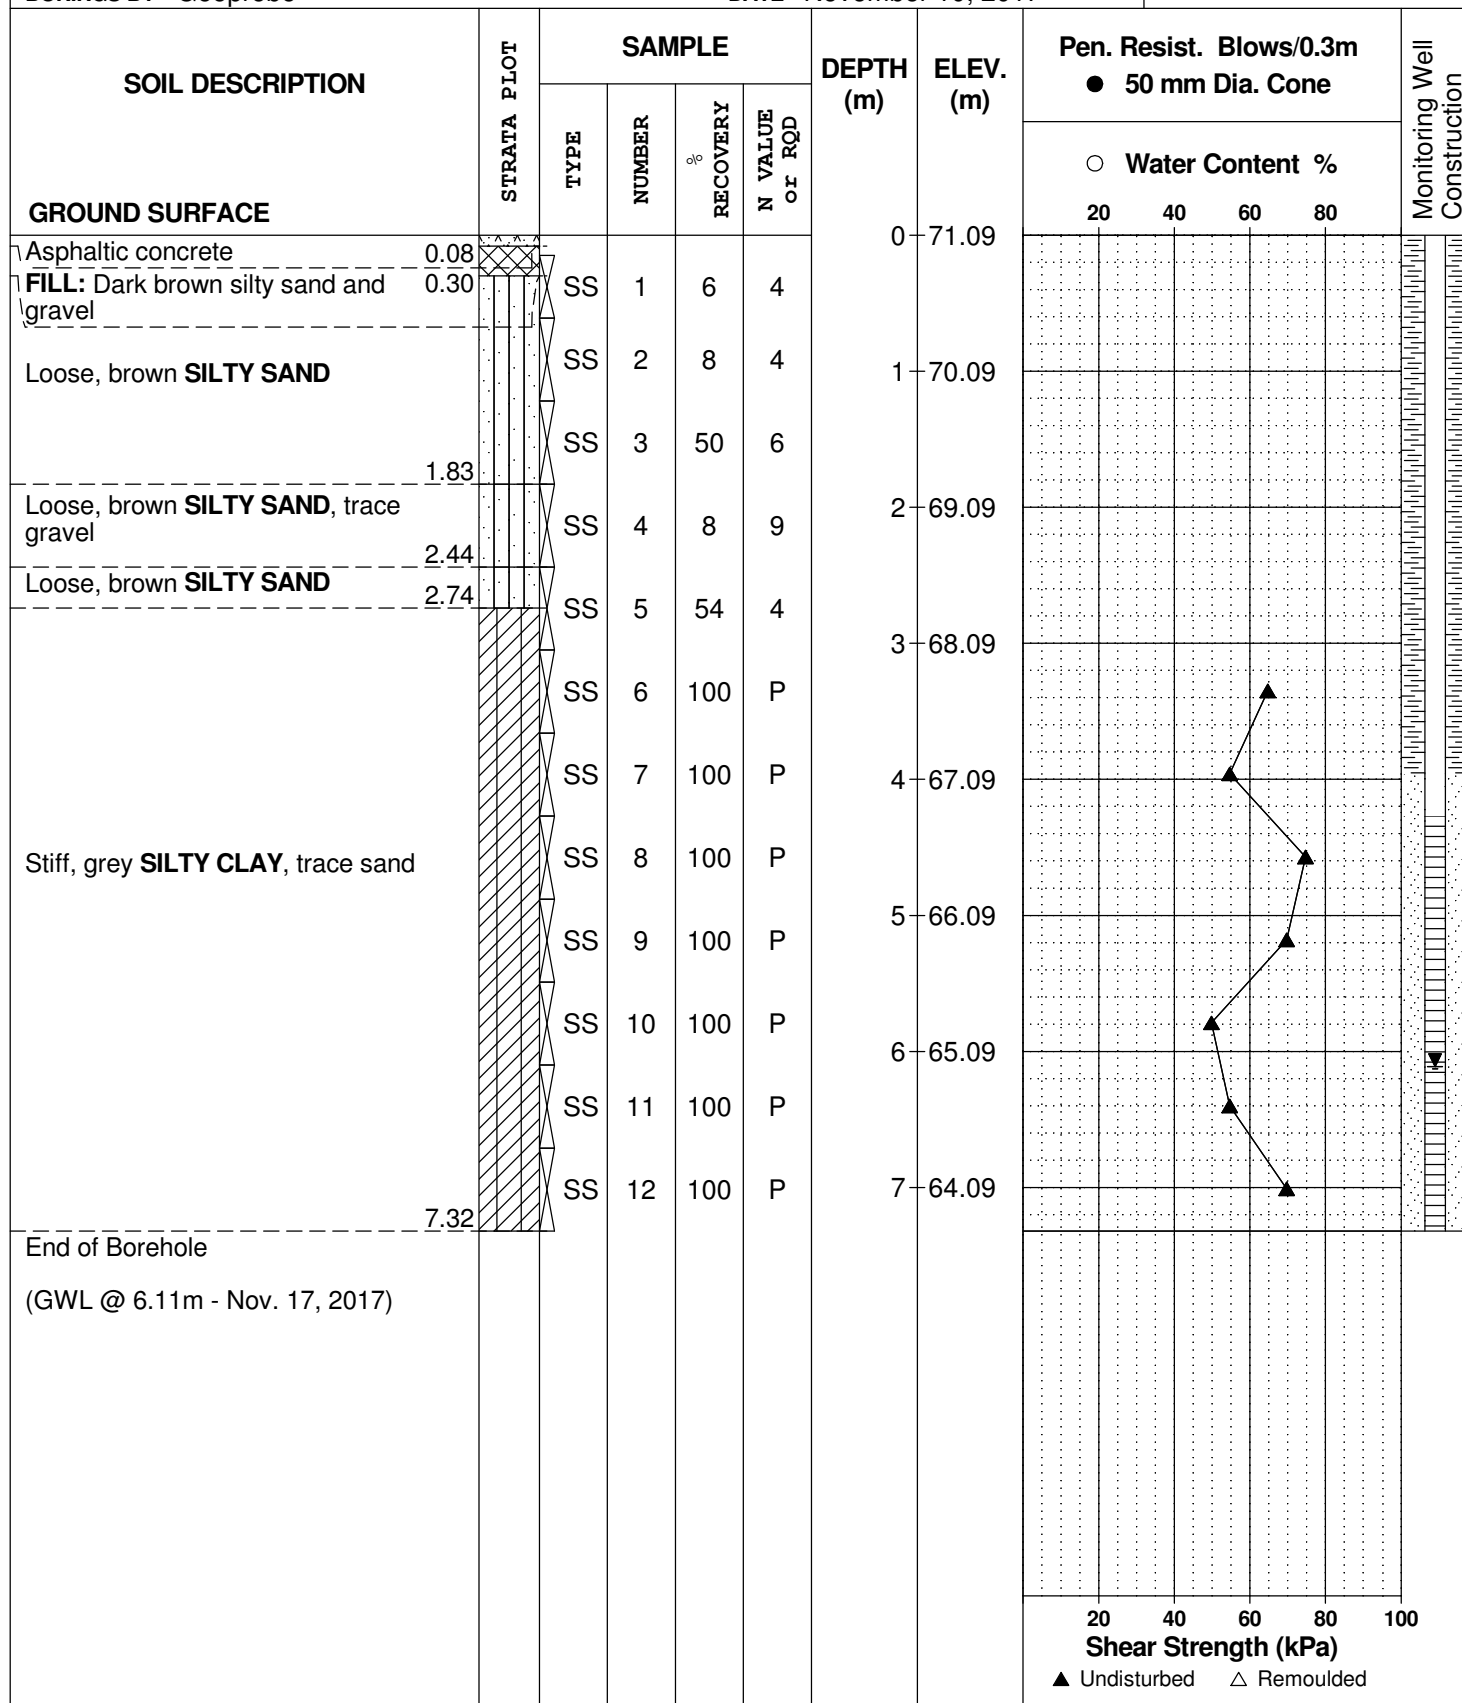 SOIL DESCRIPTION
GROUND SURFACE
STRATA PLOT
SAMPLE
TYPE
NUMBER
% RECOVERY
N VALUE
or RQD
DEPTH
(m)
ELEV.
(m)
Pen. Resist. Blows/0.3m
● 50 mm Dia. Cone
○ Water Content %
20 40 60 80
Monitoring Well
Construction
0 71.09
Asphaltic concrete 0.08
FILL: Dark brown silty sand and 0.30
gravel
SS 1 6 4
Loose, brown SILTY SAND
SS 2 8 4
1 70.09
SS 3 50 6
1.83
Loose, brown SILTY SAND, trace
gravel
2 69.09
SS 4 8 9
2.44
Loose, brown SILTY SAND
2.74
SS 5 54 4
3 68.09
SS 6 100 P
SS 7 100 P
4 67.09
Stiff, grey SILTY CLAY, trace sand
SS 8 100 P
5 66.09
SS 9 100 P
SS 10 100 P
6 65.09
SS 11 100 P
SS 12 100 P
7 64.09
7.32
End of Borehole
(GWL @ 6.11m - Nov. 17, 2017)
20 40 60 80 100
Shear Strength (kPa)
▲ Undisturbed △ Remoulded